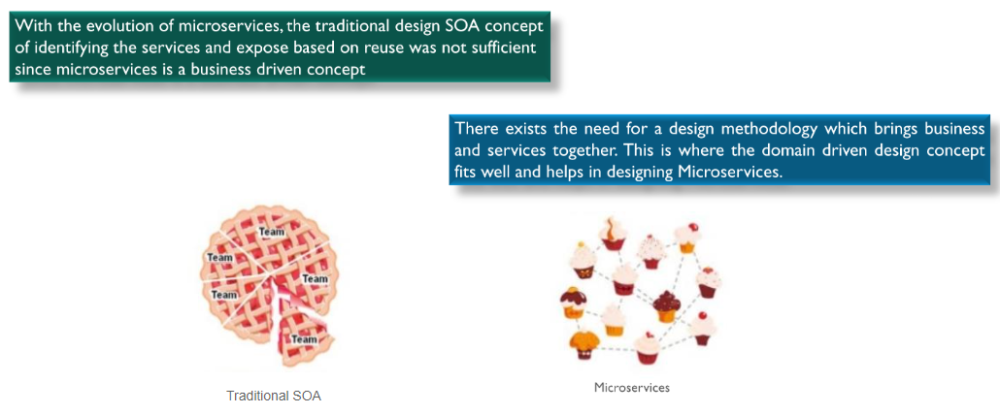 With the evolution of microservices, the traditional design SOA concept
of identifying the services and expose based on reuse was not sufficient
since microservices is a business driven concept
There exists the need for a design methodology which brings business
and services together. This is where the domain driven design concept
fits well and helps in designing Microservices.
Team
Team
Team
Team
Team
Traditional SOA
Microservices